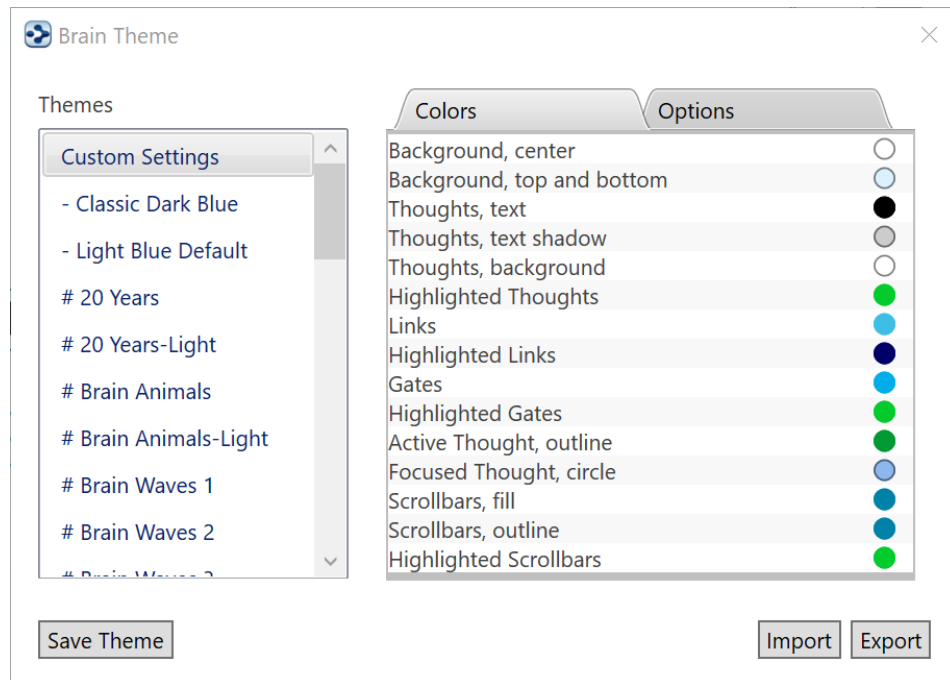 Brain Theme
Themes
Custom Settings
- Classic Dark Blue
- Light Blue Default
# 20 Years
# 20 Years-Light
# Brain Animals
# Brain Animals-Light
# Brain Waves 1
# Brain Waves 2
Colors
Options
Background, center
Background, top and bottom
Thoughts, text
Thoughts, text shadow
Thoughts, background
Highlighted Thoughts
Links
Highlighted Links
Gates
Highlighted Gates
Active Thought, outline
Focused Thought, circle
Scrollbars, fill
Scrollbars, outline
Highlighted Scrollbars
Save Theme
Import
Export